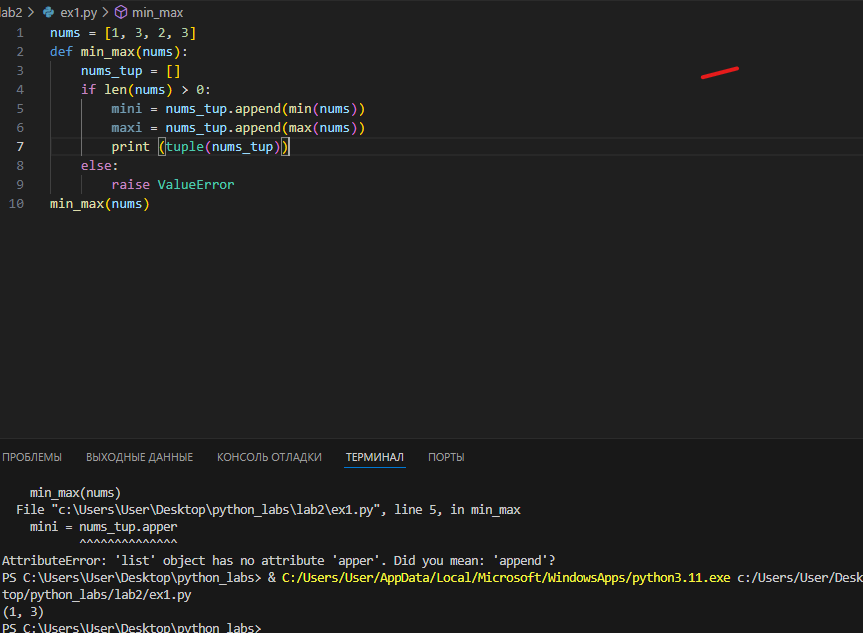 lab2 > ex1.py > min_max
1 nums = [1, 3, 2, 3]
2 def min_max(nums):
3     nums_tup = []
4     if len(nums) > 0:
5         mini = nums_tup.append(min(nums))
6         maxi = nums_tup.append(max(nums))
7         print (tuple(nums_tup))
8     else:
9         raise ValueError
10 min_max(nums)
ПРОБЛЕМЫ ВЫХОДНЫЕ ДАННЫЕ КОНСОЛЬ ОТЛАДКИ ТЕРМИНАЛ ПОРТЫ
    min_max(nums)
  File "c:\Users\User\Desktop\python_labs\lab2\ex1.py", line 5, in min_max
    mini = nums_tup.apper
           ^^^^^^^^^^^^^^
AttributeError: 'list' object has no attribute 'apper'. Did you mean: 'append'?
PS C:\Users\User\Desktop\python_labs> & C:/Users/User/AppData/Local/Microsoft/WindowsApps/python3.11.exe c:/Users/User/Desk
top/python_labs/lab2/ex1.py
(1, 3)
PS C:\Users\User\Desktop\python_labs>